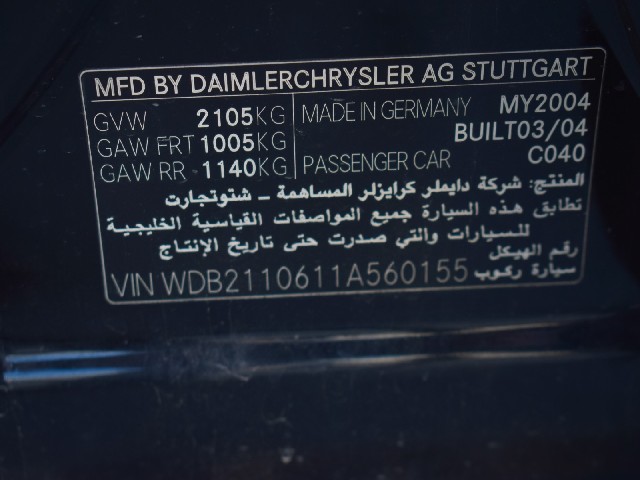 MFD BY DAIMLERCHRYSLER AG STUTTGART
GVW 2105KG MADE IN GERMANY MY2004
GAW FRT 1005KG BUILT03/04
GAW RR 1140KG PASSENGER CAR C040
المنتج: شركة دايملر كرايزلر المساهمة - شتوتجارت
تطابق هذه السيارة جميع المواصفات القياسية الخليجية
للسيارات والتي صدرت حتى تاريخ الإنتاج
رقم الهيكل
VIN WDB2110611A560155 سيارة ركوب